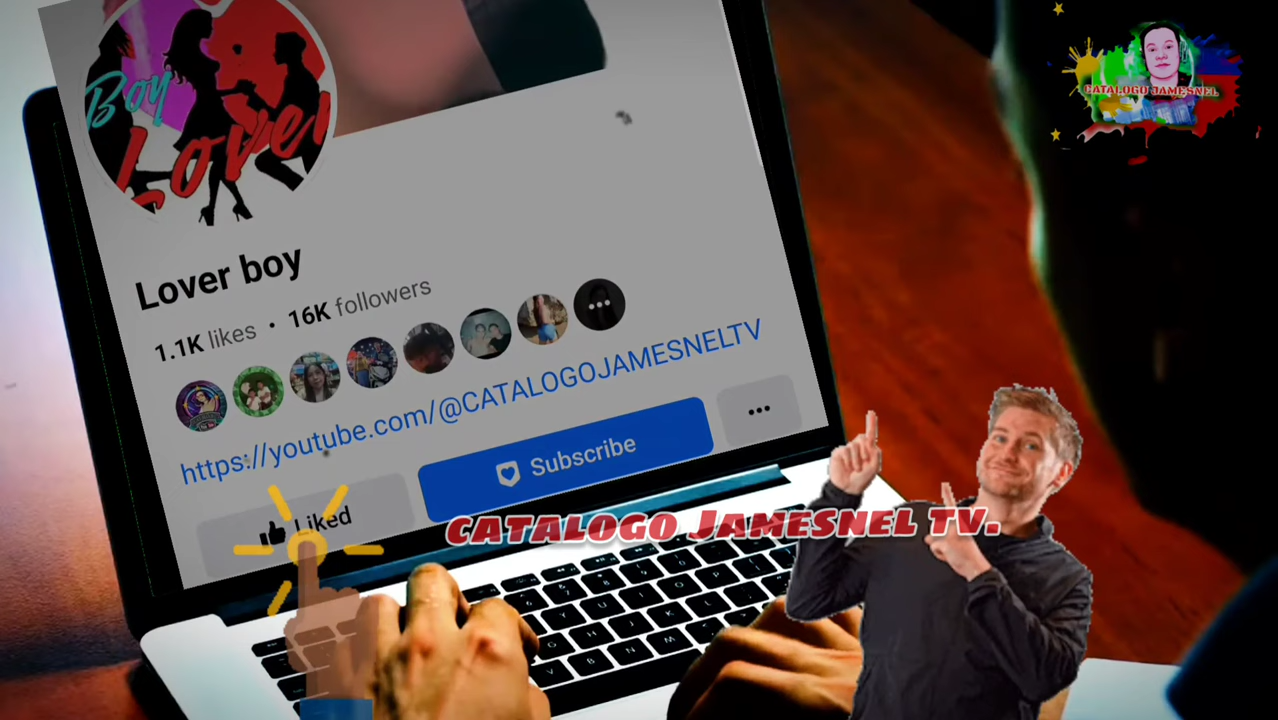 Boy
Lover
CATALOGO JAMESNEL
Lover boy
1.1K likes • 16K followers
https://youtube.com/@CATALOGOJAMESNELTV
Subscribe
Liked
CATALOGO JAMESNEL TV.